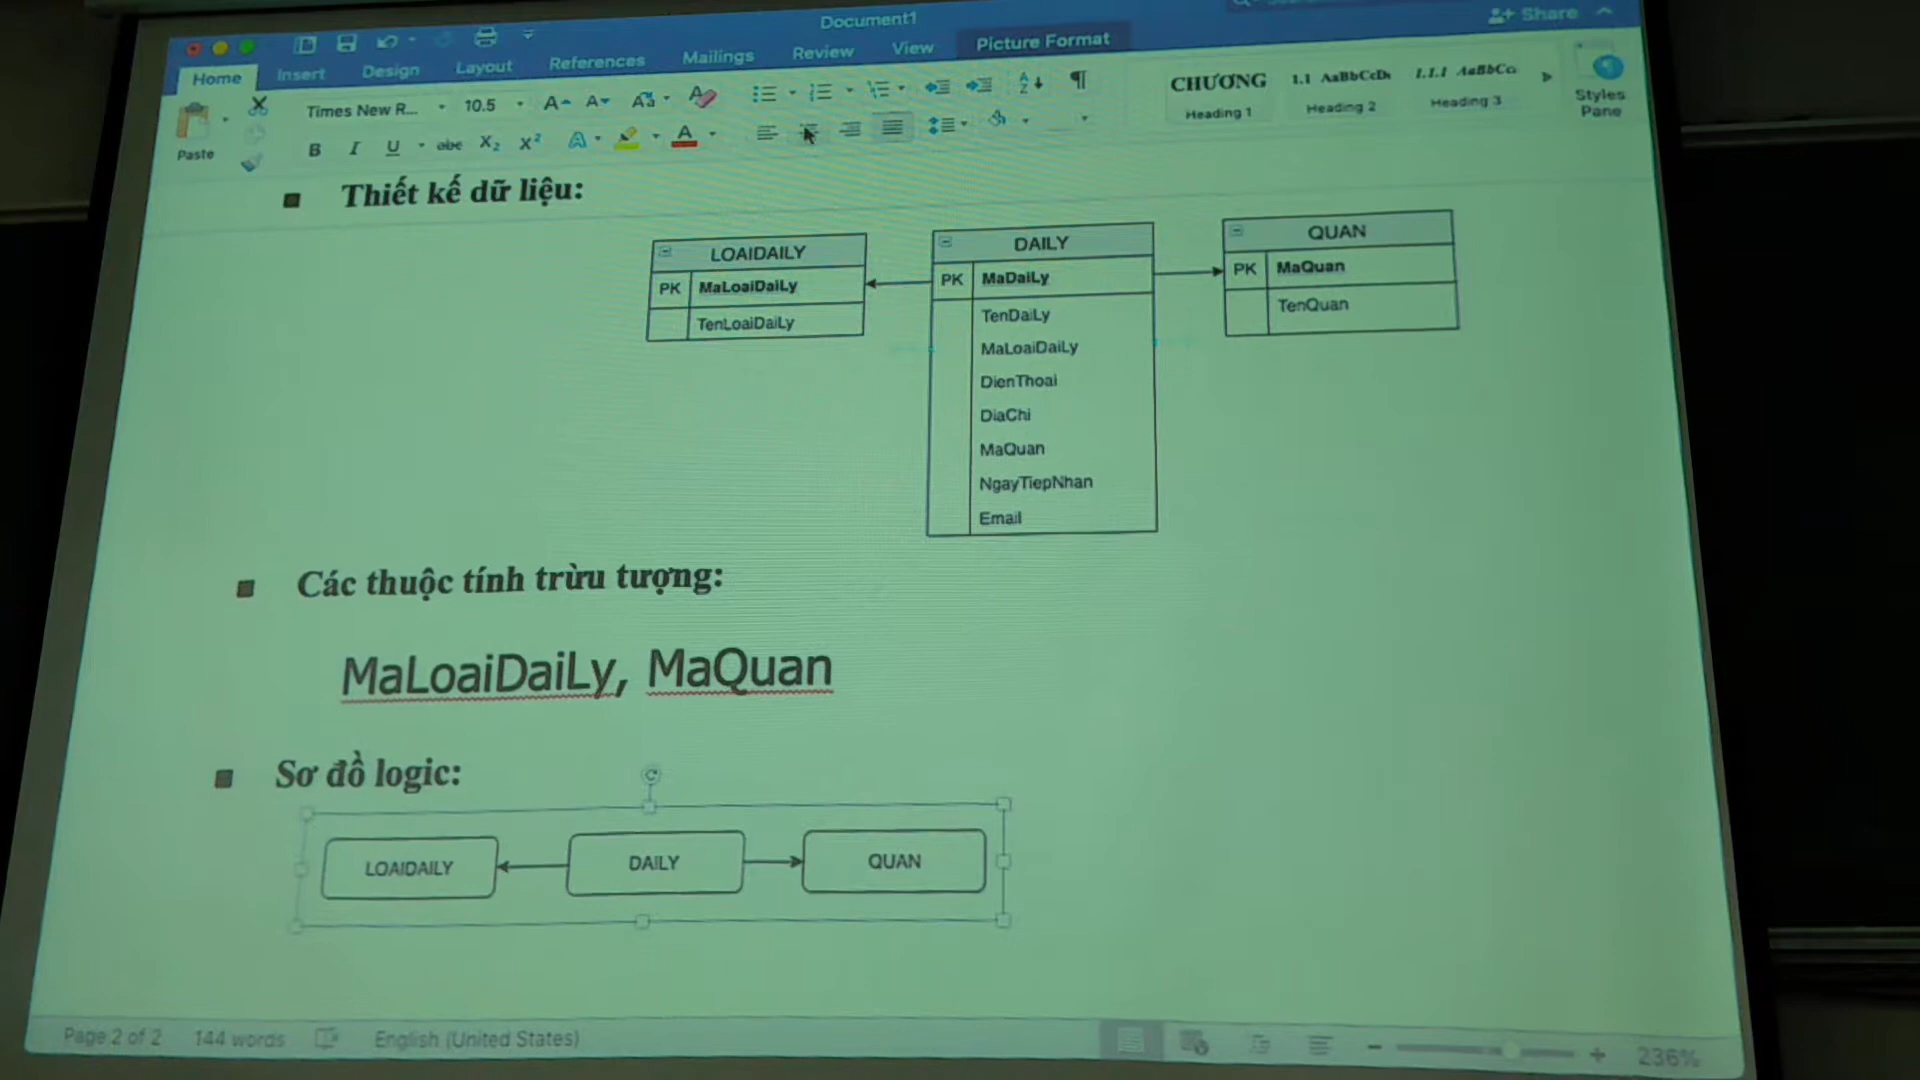 Document1
Share
Home Insert Design Layout References Mailings Review View Picture Format
Paste
Times New R... 10.5
B I U abc X₂ X² A A
CHƯƠNG
Heading 1
1.1 AaBbCcDc
Heading 2
1.1.1 AaBbCc
Heading 3
Styles
Pane
Thiết kế dữ liệu:
LOAIDAILY
PK MaLoaiDaiLy
TenLoaiDaiLy
DAILY
PK MaDaiLy
TenDaiLy
MaLoaiDaiLy
DienThoai
DiaChi
MaQuan
NgayTiepNhan
Email
QUAN
PK MaQuan
TenQuan
Các thuộc tính trừu tượng:
MaLoaiDaiLy, MaQuan
Sơ đồ logic:
LOAIDAILY DAILY QUAN
Page 2 of 2 144 words English (United States) 236%